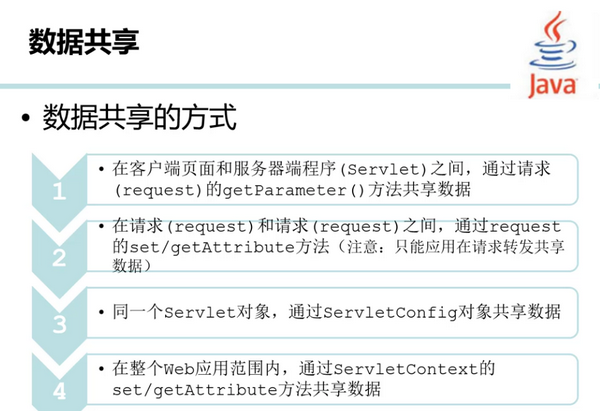 数据共享
Java
• 数据共享的方式
1
• 在客户端页面和服务器端程序(Servlet)之间，通过请求
(request)的getParameter()方法共享数据
2
• 在请求(request)和请求(request)之间，通过request
的set/getAttribute方法（注意：只能应用在请求转发共享
数据）
3
• 同一个Servlet对象，通过ServletConfig对象共享数据
4
• 在整个Web应用范围内，通过ServletContext的
set/getAttribute方法共享数据